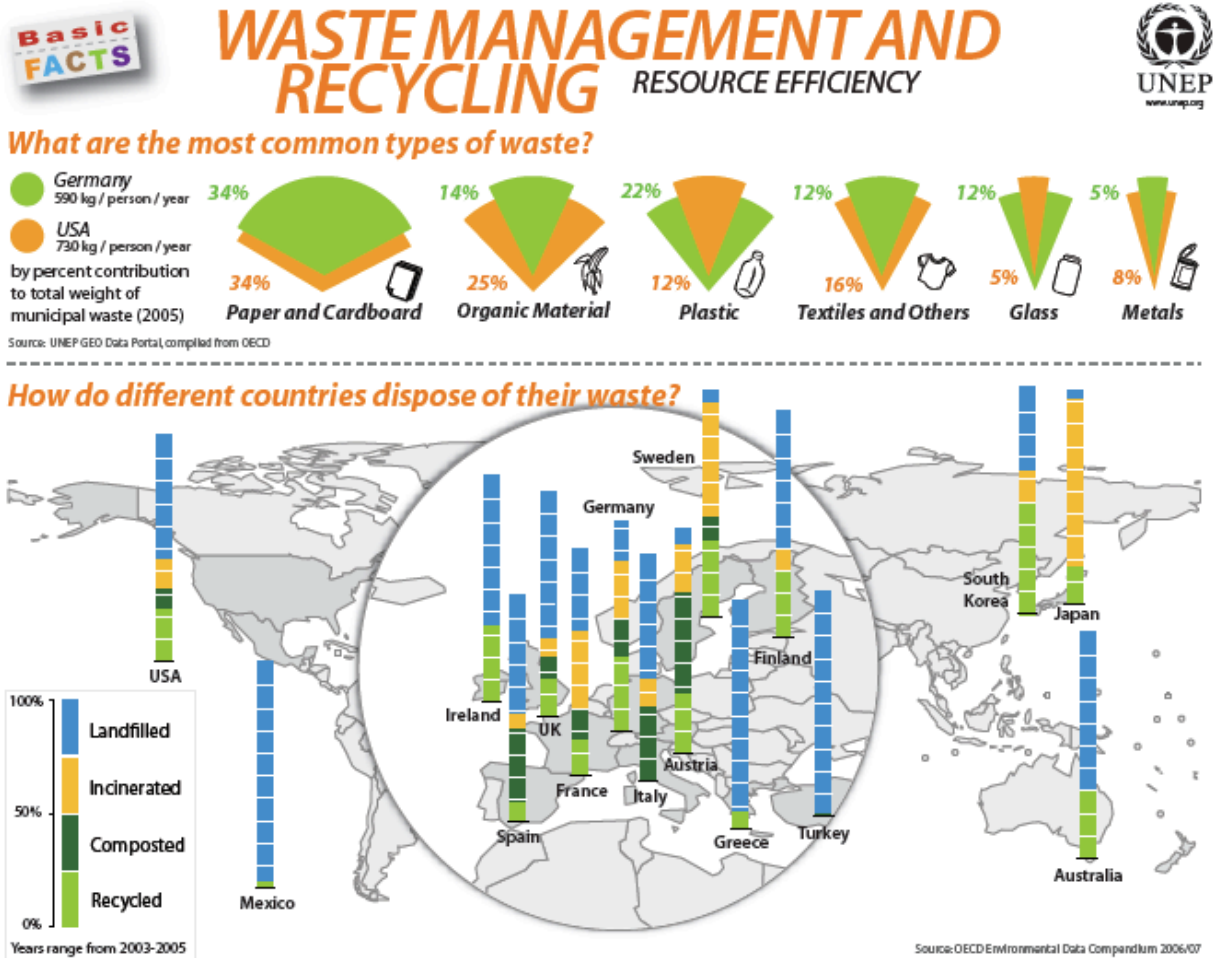 Basic
FACTS
WASTE MANAGEMENT AND
RECYCLING RESOURCE EFFICIENCY
UNEP
www.unep.org
What are the most common types of waste?
Germany
590 kg / person / year
USA
730 kg / person / year
by percent contribution
to total weight of
municipal waste (2005)
34%
34%
Paper and Cardboard
14%
25%
Organic Material
22%
12%
Plastic
12%
16%
Textiles and Others
12%
5%
Glass
5%
8%
Metals
Source: UNEP GEO Data Portal, compiled from OECD
How do different countries dispose of their waste?
USA
Mexico
Ireland
Spain
UK
France
Germany
Italy
Austria
Sweden
Greece
Finland
Turkey
South
Korea
Japan
Australia
100%
50%
0%
Landfilled
Incinerated
Composted
Recycled
Years range from 2003-2005
Source: OECD Environmental Data Compendium 2006/07